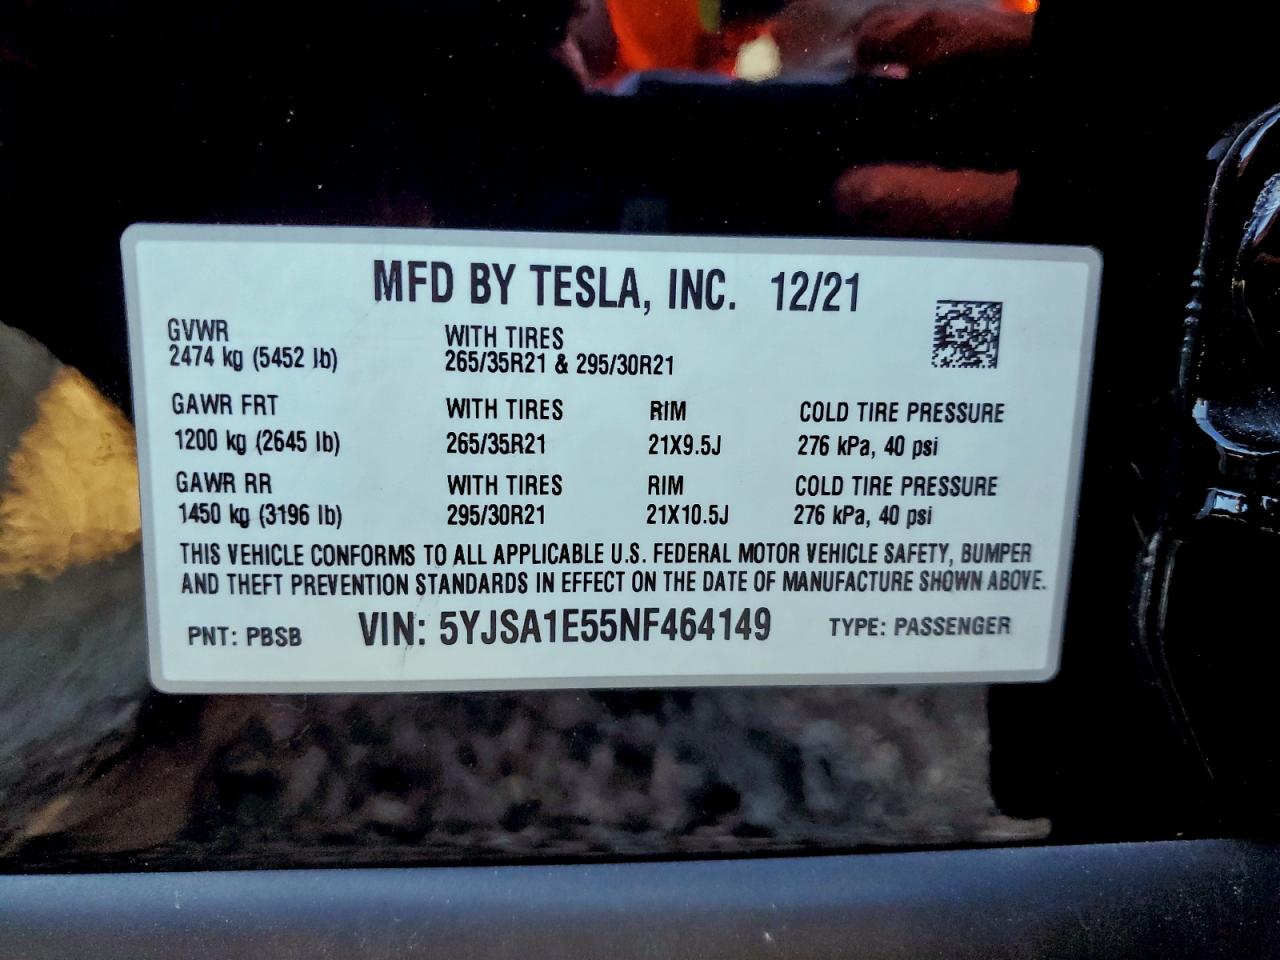 MFD BY TESLA, INC. 12/21
GVWR WITH TIRES
2474 kg (5452 lb) 265/35R21 & 295/30R21
GAWR FRT WITH TIRES RIM COLD TIRE PRESSURE
1200 kg (2645 lb) 265/35R21 21X9.5J 276 kPa, 40 psi
GAWR RR WITH TIRES RIM COLD TIRE PRESSURE
1450 kg (3196 lb) 295/30R21 21X10.5J 276 kPa, 40 psi
THIS VEHICLE CONFORMS TO ALL APPLICABLE U.S. FEDERAL MOTOR VEHICLE SAFETY, BUMPER
AND THEFT PREVENTION STANDARDS IN EFFECT ON THE DATE OF MANUFACTURE SHOWN ABOVE.
PNT: PBSB VIN: 5YJSA1E55NF464149 TYPE: PASSENGER